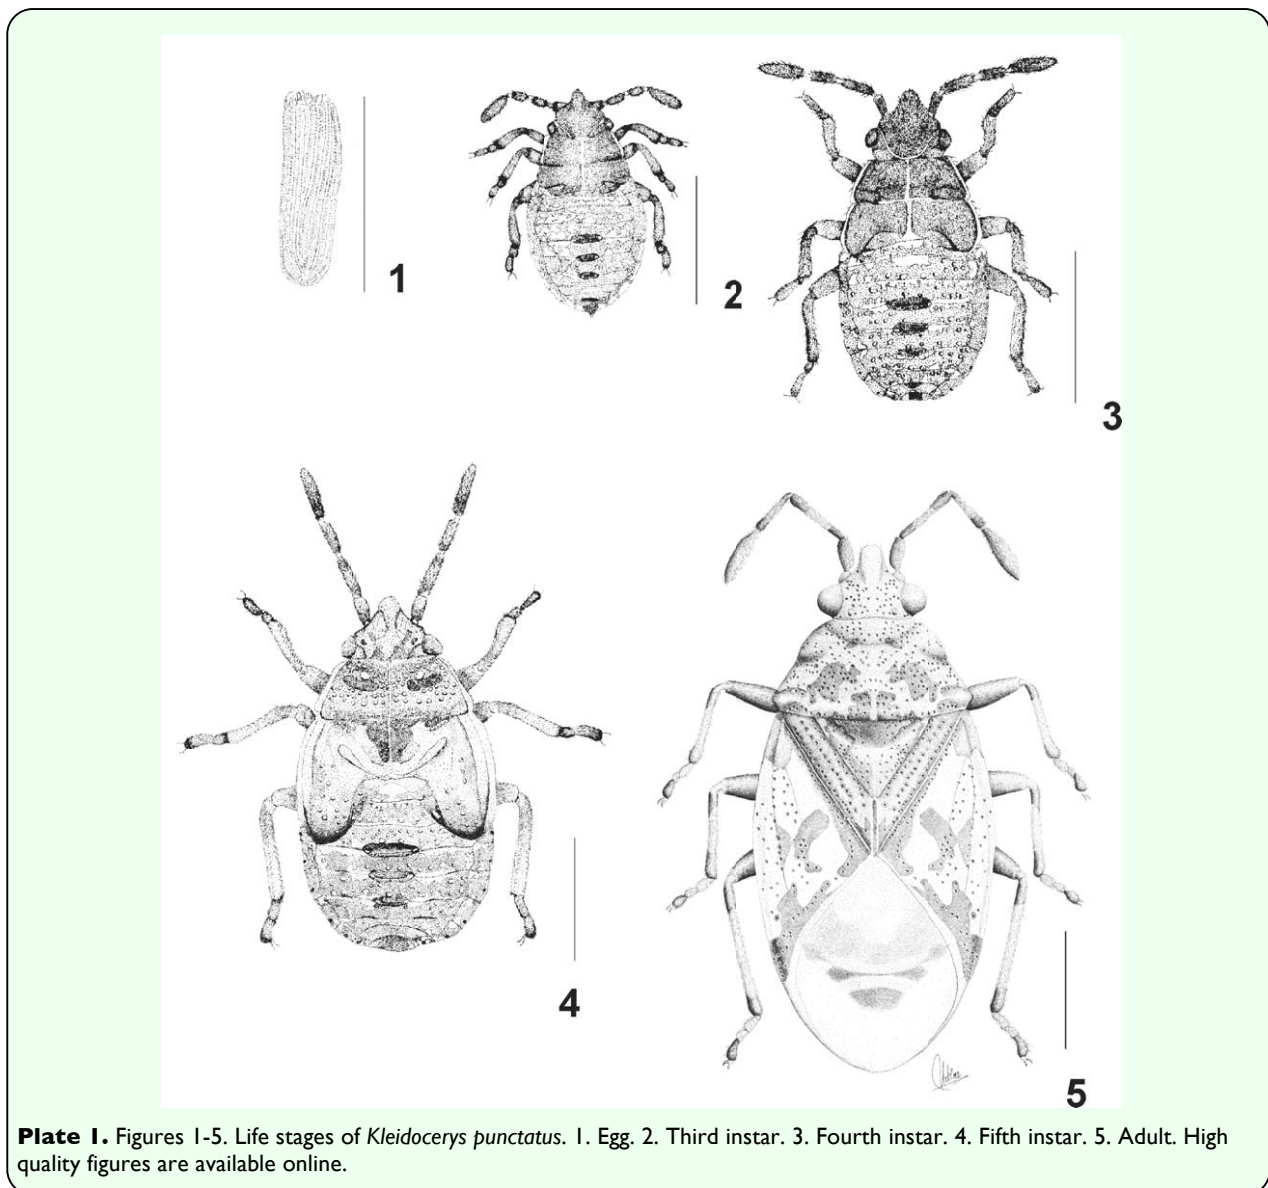 1
2
3
4
5
Plate 1. Figures 1-5. Life stages of Kleidocerys punctatus. 1. Egg. 2. Third instar. 3. Fourth instar. 4. Fifth instar. 5. Adult. High
quality figures are available online.